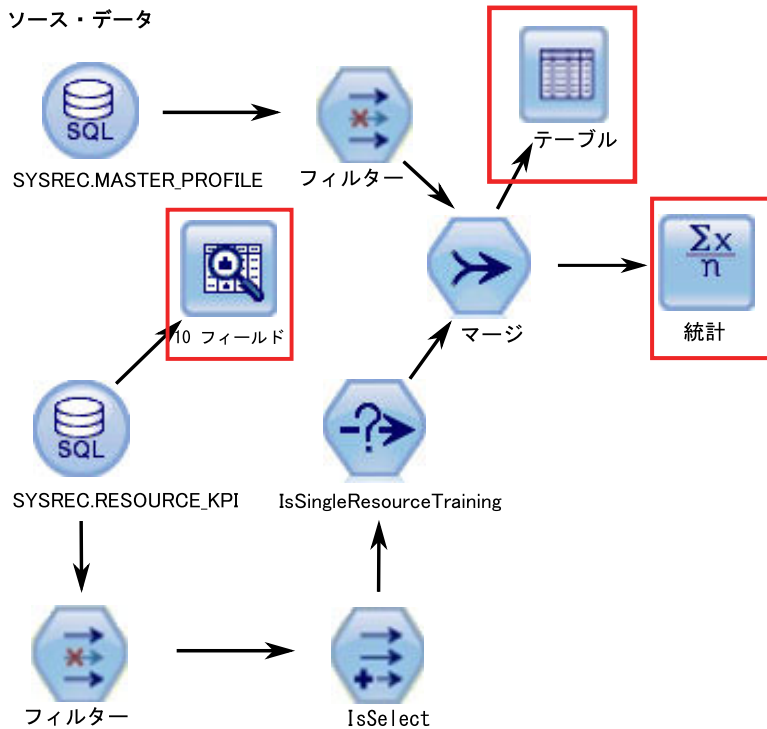 ソース・データ
SQL
SYSREC.MASTER_PROFILE
フィルター
テーブル
10 フィールド
マージ
Σx
n
統計
SQL
SYSREC.RESOURCE_KPI
?
IsSingleResourceTraining
フィルター
IsSelect